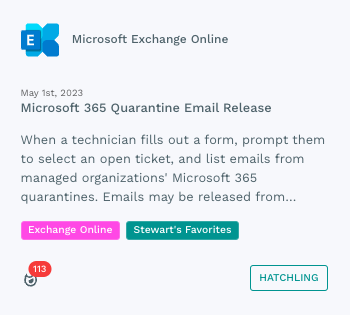 Microsoft Exchange Online
May 1st, 2023
Microsoft 365 Quarantine Email Release
When a technician fills out a form, prompt them
to select an open ticket, and list emails from
managed organizations' Microsoft 365
quarantines. Emails may be released from...
Exchange Online Stewart's Favorites
113
HATCHLING